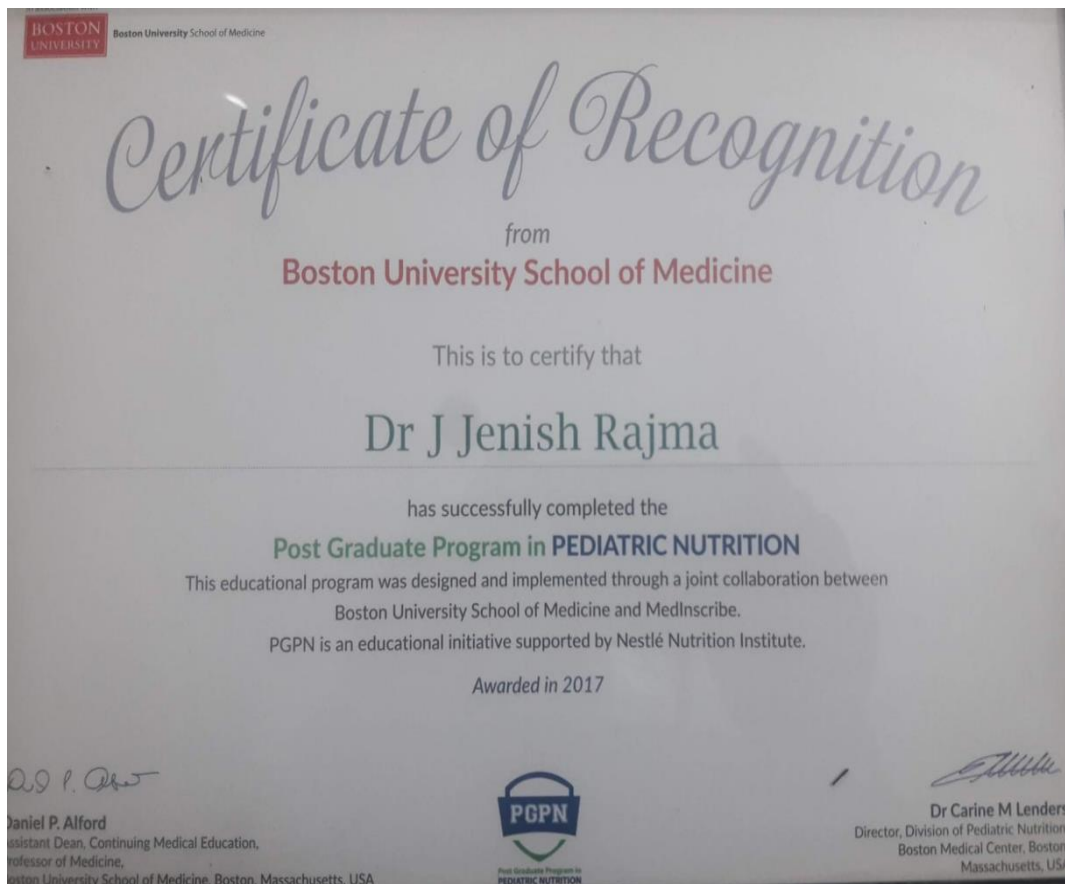 BOSTON
UNIVERSITY
Boston University School of Medicine
Certificate of Recognition
from
Boston University School of Medicine
This is to certify that
Dr J Jenish Rajma
has successfully completed the
Post Graduate Program in PEDIATRIC NUTRITION
This educational program was designed and implemented through a joint collaboration between
Boston University School of Medicine and MedInscribe.
PGPN is an educational initiative supported by Nestlé Nutrition Institute.
Awarded in 2017
Daniel P. Alford
ssistant Dean, Continuing Medical Education,
rofessor of Medicine,
oston University School of Medicine, Boston, Massachusetts, USA
PGPN
Post Graduate Program in
PEDIATRIC NUTRITION
Dr Carine M Lenders
Director, Division of Pediatric Nutrition
Boston Medical Center, Boston
Massachusetts, USA